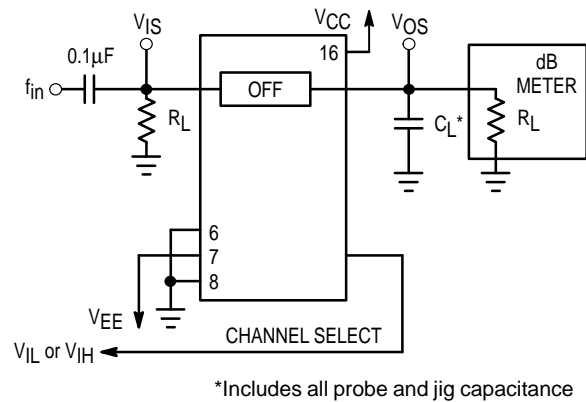 VCC
VIS
16
VOS
0.1μF
dB
METER
fin
OFF
RL
CL*
RL
6
7
8
VEE
CHANNEL SELECT
VIL or VIH
*Includes all probe and jig capacitance